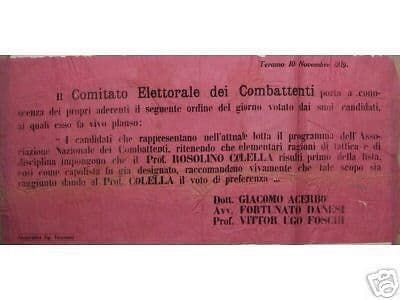 Teramo 10 Novembre 1919.
Il Comitato Elettorale dei Combattenti porta a cono-
scenza dei propri aderenti il seguente ordine del giorno votato dai suoi candidati,
ai quali esso fa vivo plauso:
" I candidati che rappresentano nell'attuale lotta il programma dell'Asso-
ciazione Nazionale dei Combattenti, ritenendo che elementari ragioni di tattica e di
disciplina impongono che il Prof. ROSOLINO COLELLA risulti primo della lista,
così come capolista fu già designato, raccomandano vivamente che tale scopo sia
raggiunto dando al Prof. COLELLA il voto di preferenza ...
Dott. GIACOMO ACERBO
Avv. FORTUNATO DANESI
Prof. VITTOR UGO FOSCHI
Teramo
ebY